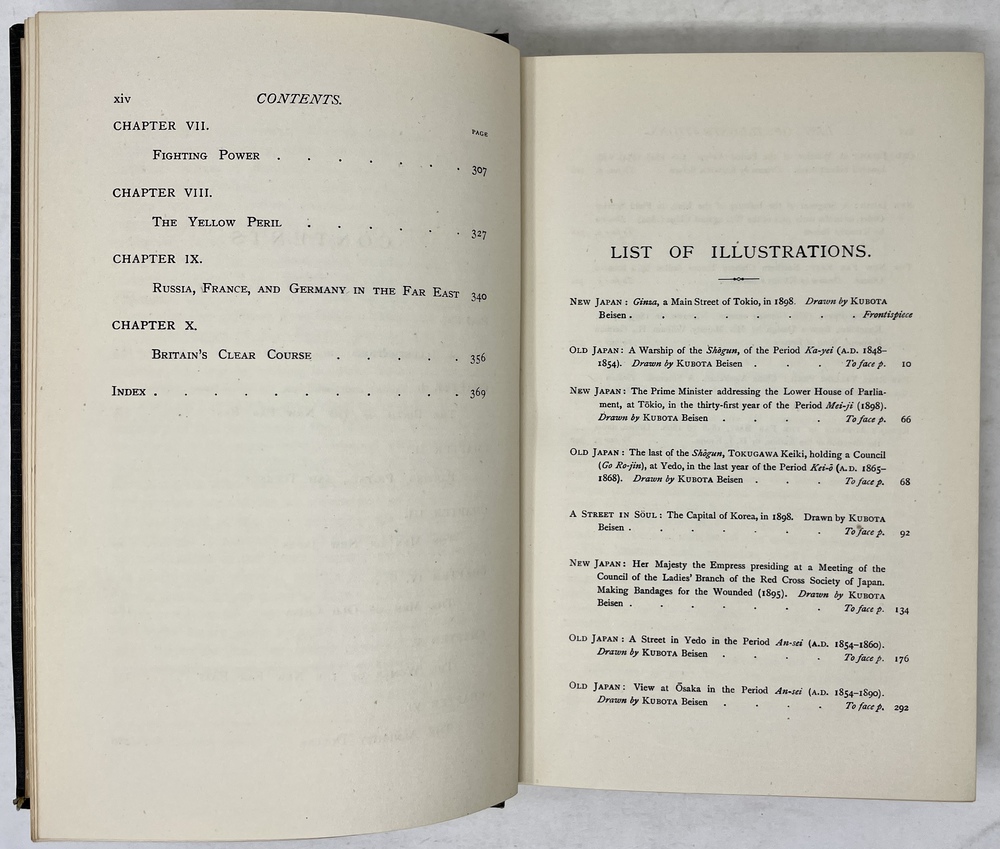 xiv CONTENTS.
CHAPTER VII.
PAGE
FIGHTING POWER . . . . . . . 307
CHAPTER VIII.
THE YELLOW PERIL . . . . . . 327
CHAPTER IX.
RUSSIA, FRANCE, AND GERMANY IN THE FAR EAST 340
CHAPTER X.
BRITAIN'S CLEAR COURSE . . . . . 356
INDEX . . . . . . . . . . . 369
LIST OF ILLUSTRATIONS.
NEW JAPAN : Ginza, a Main Street of Tokio, in 1898. Drawn by KUBOTA
Beisen . . . . . . . . Frontispiece
OLD JAPAN : A Warship of the Shōgun, of the Period Ka-yei (A.D. 1848–
1854). Drawn by KUBOTA Beisen . . . To face p. 10
NEW JAPAN : The Prime Minister addressing the Lower House of Parlia-
ment, at Tōkio, in the thirty-first year of the Period Mei-ji (1898).
Drawn by KUBOTA Beisen . . . . To face p. 66
OLD JAPAN : The last of the Shōgun, TOKUGAWA Keiki, holding a Council
(Go Ro-jin), at Yedo, in the last year of the Period Kei-ō (A.D. 1865–
1868). Drawn by KUBOTA Beisen . . . To face p. 68
A STREET IN SÖUL : The Capital of Korea, in 1898. Drawn by KUBOTA
Beisen . . . . . . . To face p. 92
NEW JAPAN : Her Majesty the Empress presiding at a Meeting of the
Council of the Ladies' Branch of the Red Cross Society of Japan.
Making Bandages for the Wounded (1895). Drawn by KUBOTA
Beisen . . . . . . . To face p. 134
OLD JAPAN : A Street in Yedo in the Period An-sei (A.D. 1854–1860).
Drawn by KUBOTA Beisen . . . . To face p. 176
OLD JAPAN : View at Ōsaka in the Period An-sei (A.D. 1854–1890).
Drawn by KUBOTA Beisen . . . . To face p. 292